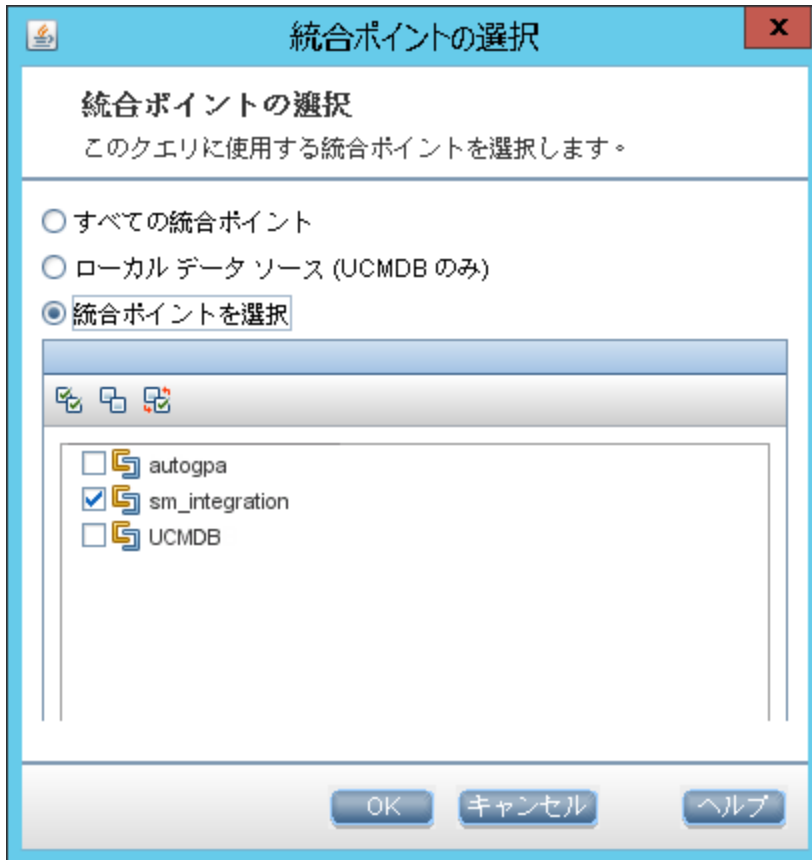 統合ポイントの選択
x
統合ポイントの選択
このクエリに使用する統合ポイントを選択します。
すべての統合ポイント
ローカル データ ソース (UCMDB のみ)
統合ポイントを選択
autogpa
sm_integration
UCMDB
OK キャンセル ヘルプ